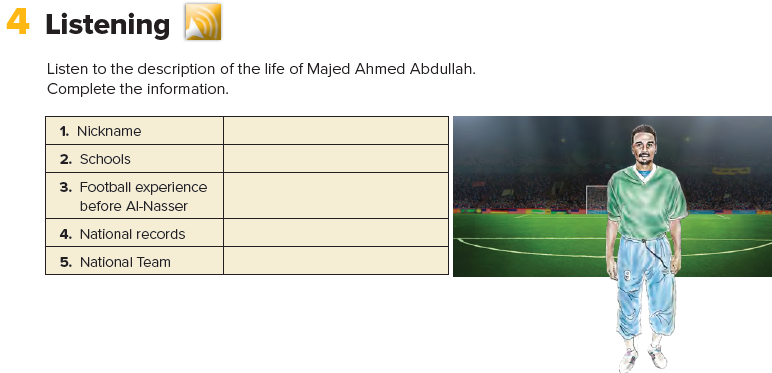 4 Listening
Listen to the description of the life of Majed Ahmed Abdullah.
Complete the information.
1. Nickname
2. Schools
3. Football experience
before Al-Nasser
4. National records
5. National Team
9